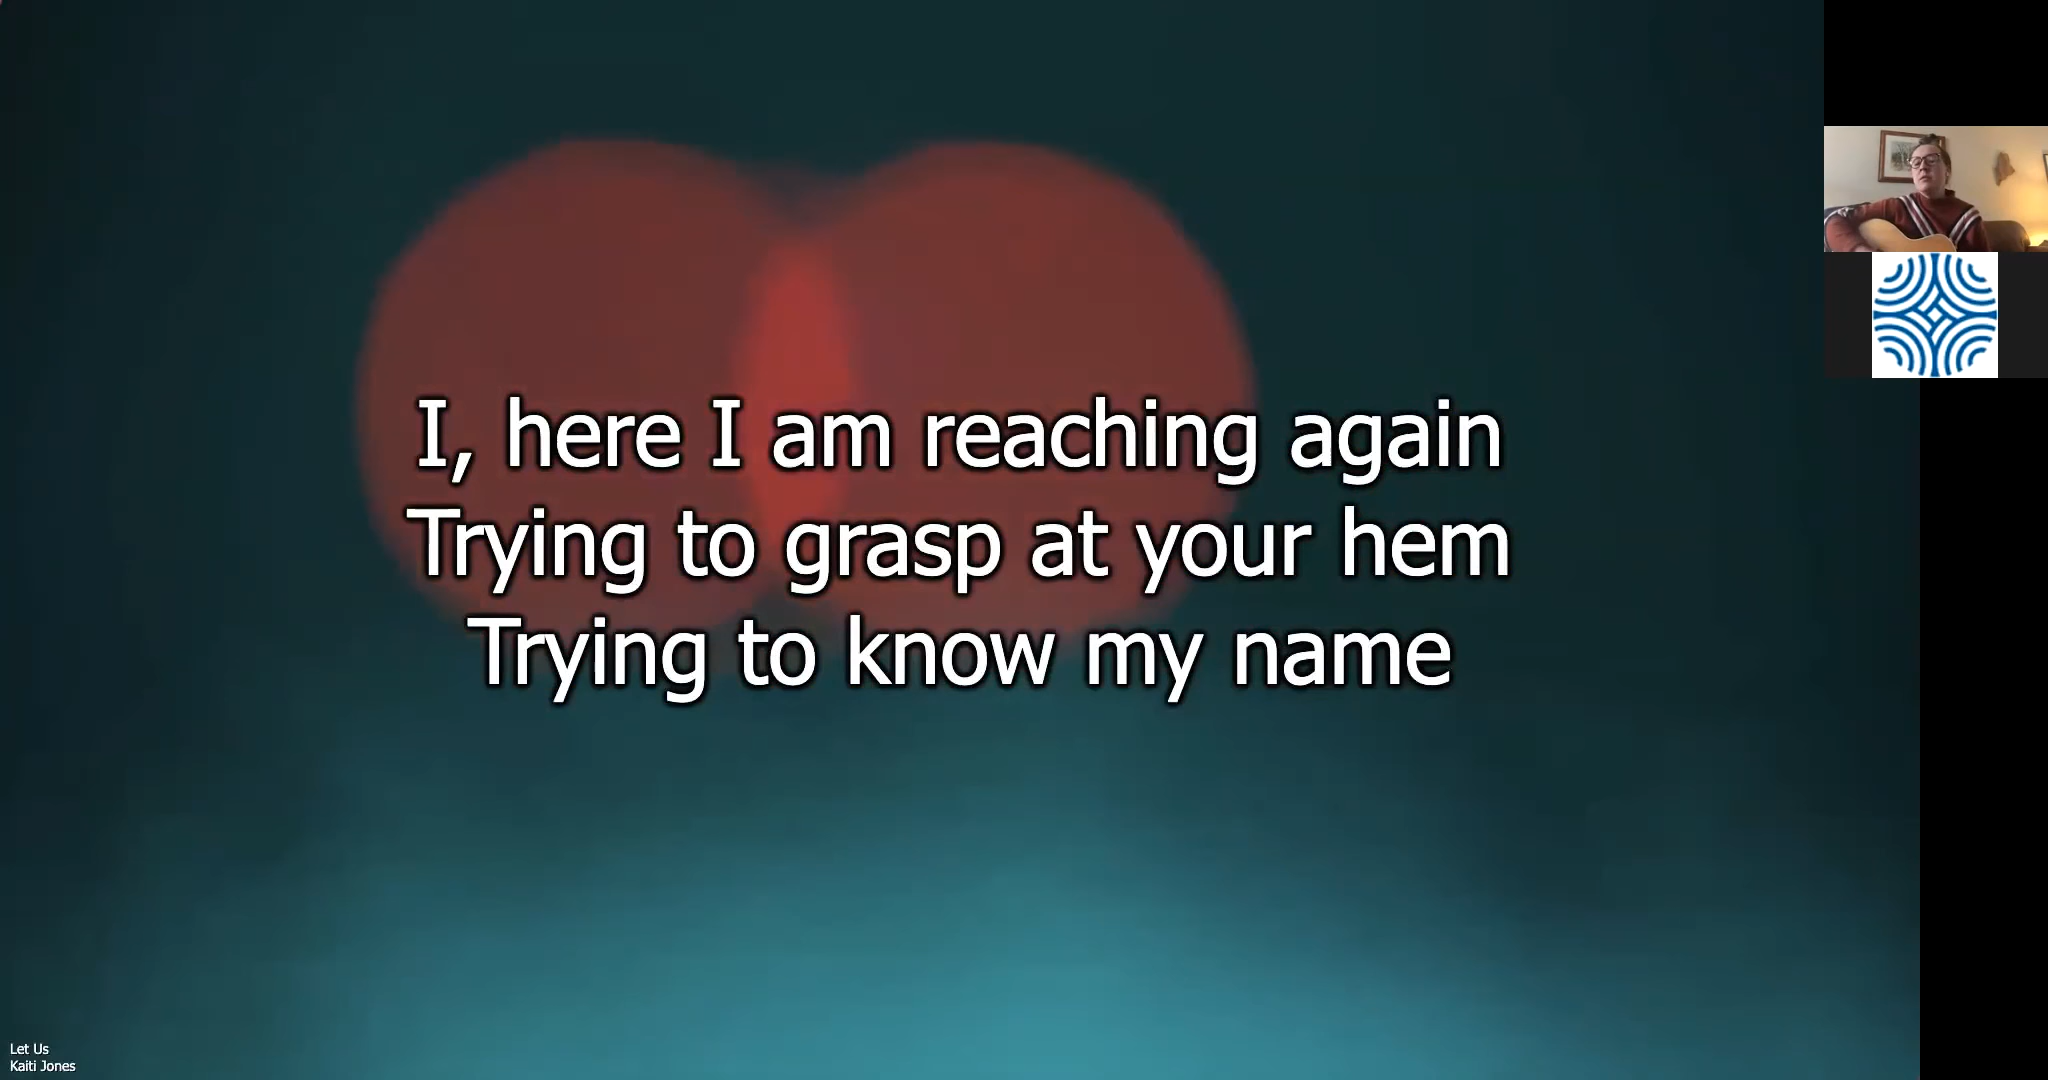 I, here I am reaching again
Trying to grasp at your hem
Trying to know my name
Let Us
Kaiti Jones